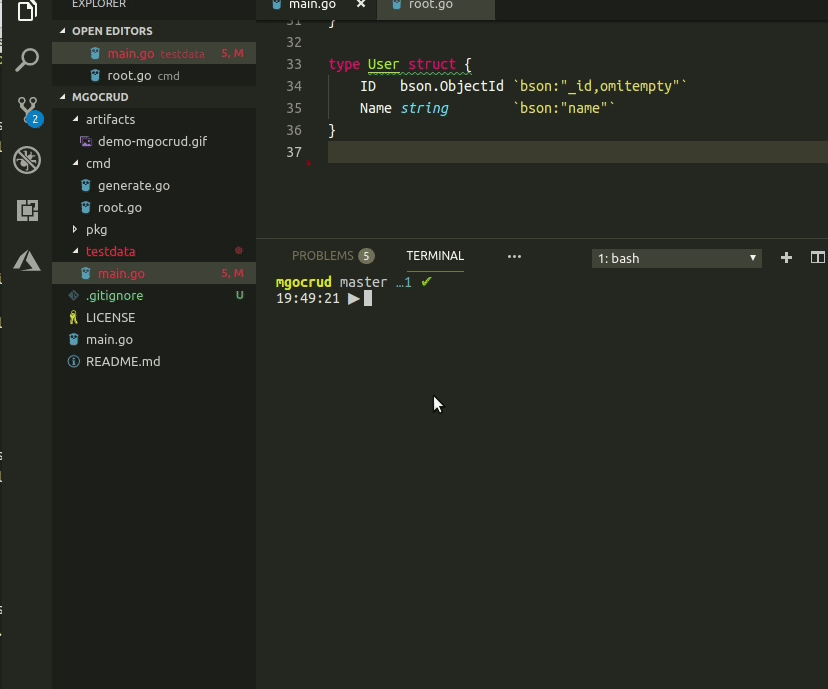 EXPLORER
OPEN EDITORS
main.go testdata 5, M
root.go cmd
MGOCRUD
artifacts
demo-mgocrud.gif
cmd
generate.go
root.go
pkg
testdata
main.go 5, M
.gitignore U
LICENSE
main.go
README.md
2
main.go × root.go
31 }
32
33 type User struct {
34 ID bson.ObjectId `bson:"_id,omitempty"`
35 Name string `bson:"name"`
36 }
37
PROBLEMS 5 TERMINAL ··· 1: bash
mgocrud master …1 ✔
19:49:21 ▶